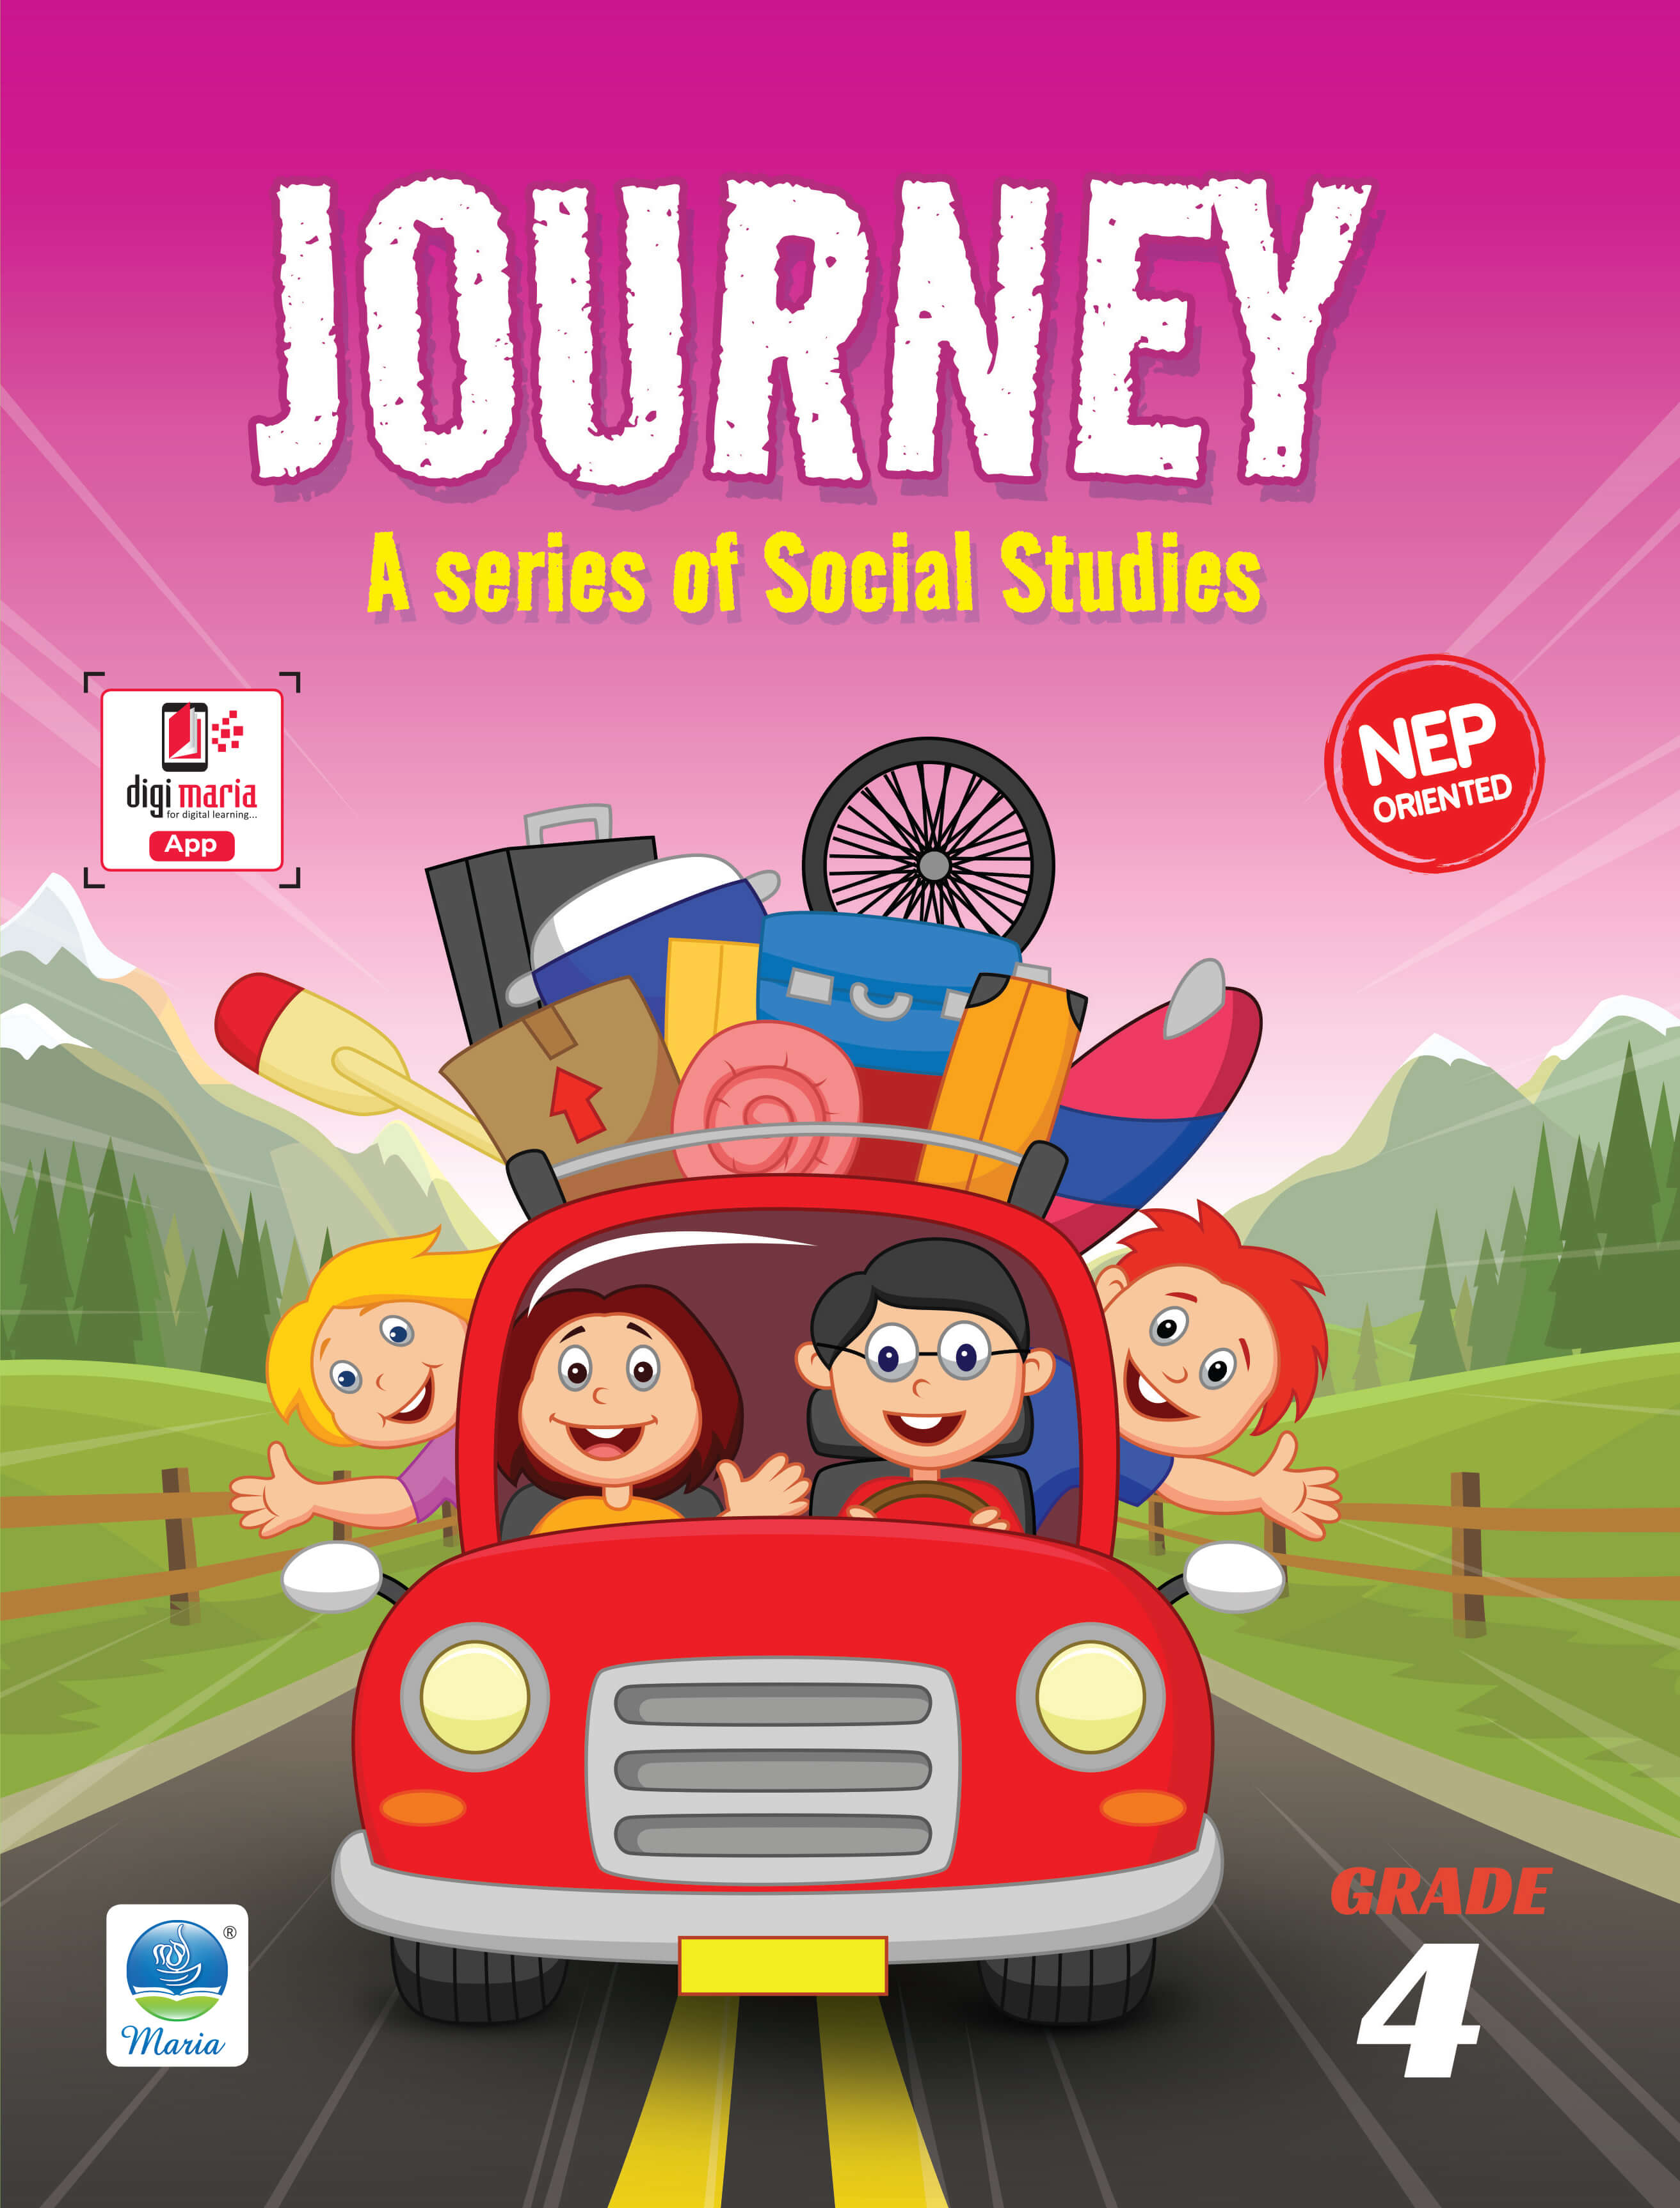 JOURNEY
A series of Social Studies
digi maria
for digital learning...
App
NEP
ORIENTED
GRADE
4
®
Maria